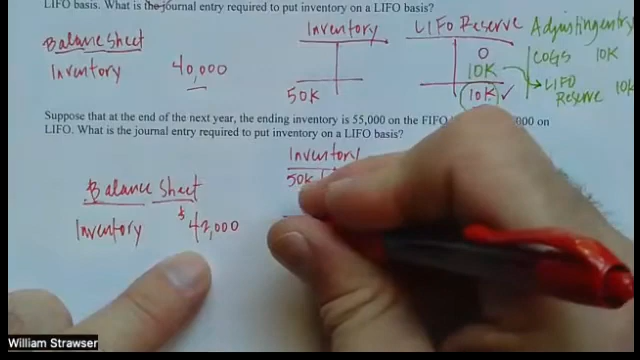 LIFO basis. What is the journal entry required to put inventory on a LIFO basis?
Balance Sheet
Inventory 40,000
Inventory
50K
LIFO Reserve
0
10K
10K ✓
Adjusting entry
COGS 10K
LIFO
Reserve 10K
Suppose that at the end of the next year, the ending inventory is 55,000 on the FIFO 000 on
LIFO. What is the journal entry required to put inventory on a LIFO basis?
Inventory
50K
Balance Sheet
Inventory $42,000
William Strawser